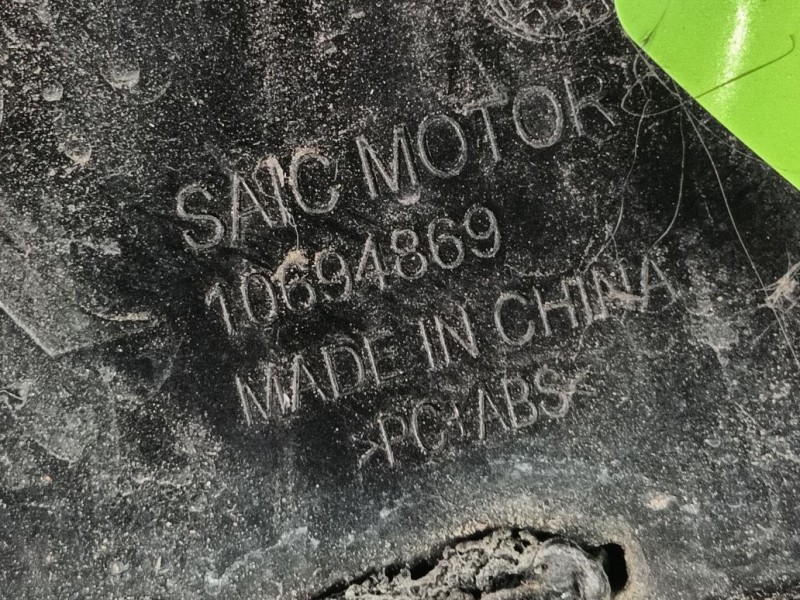 SAIC MOTOR
10694869
MADE IN CHINA
>PC+ABS<